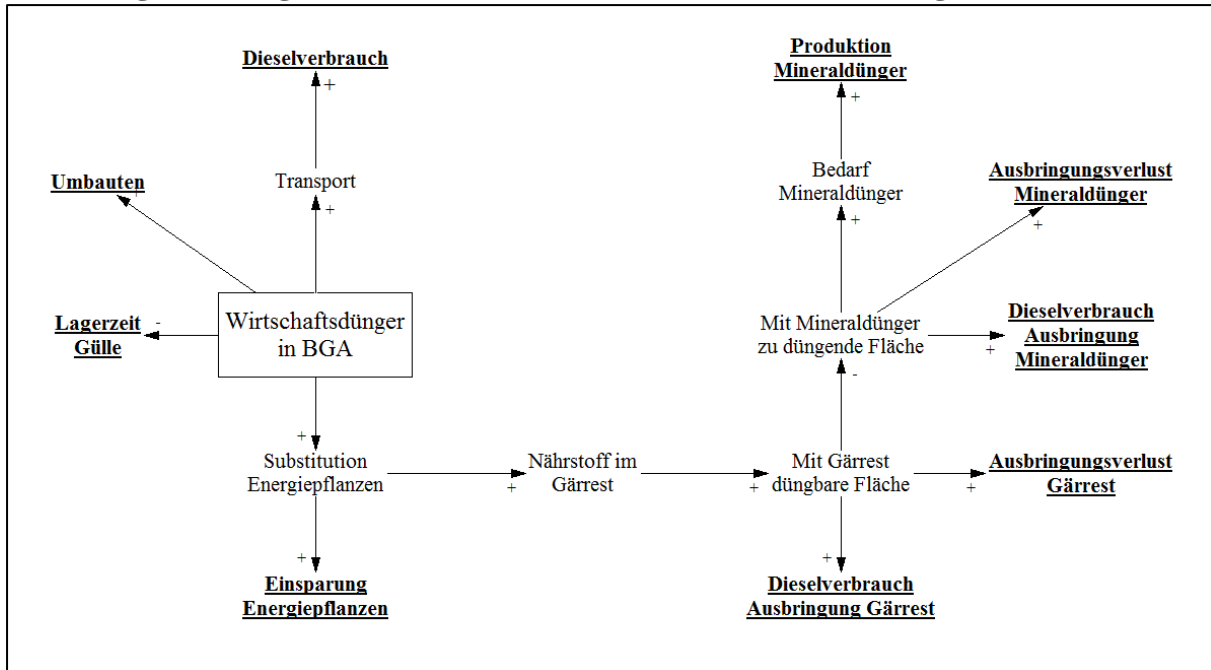 Dieselverbrauch
+
Produktion
Mineraldünger
+
Umbauten
+
Transport
+
Bedarf
Mineraldünger
+
Ausbringungsverlust
Mineraldünger
+
Lagerzeit
Gülle
-
Wirtschaftsdünger
in BGA
Mit Mineraldünger
zu düngende Fläche
-
Dieselverbrauch
Ausbringung
Mineraldünger
+
+
Substitution
Energiepflanzen
Nährstoff im
Gärrest
+
Mit Gärrest
düngbare Fläche
+
Ausbringungsverlust
Gärrest
+
+
Einsparung
Energiepflanzen
+
Dieselverbrauch
Ausbringung Gärrest